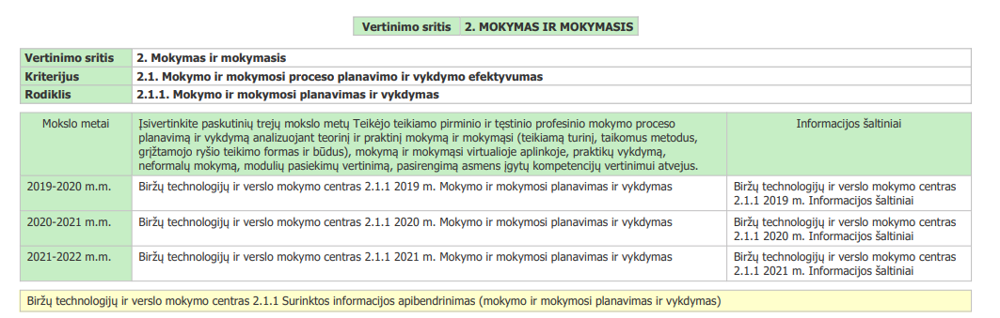 Vertinimo sritis 2. MOKYMAS IR MOKYMASIS
Vertinimo sritis 2. Mokymas ir mokymasis
Kriterijus 2.1. Mokymo ir mokymosi proceso planavimo ir vykdymo efektyvumas
Rodiklis 2.1.1. Mokymo ir mokymosi planavimas ir vykdymas
Mokslo metai
Įsivertinkite paskutinių trejų mokslo metų Teikėjo teikiamo pirminio ir tęstinio profesinio mokymo proceso
planavimą ir vykdymą analizuojant teorinį ir praktinį mokymą ir mokymąsi (teikiamą turinį, taikomus metodus,
grįžtamojo ryšio teikimo formas ir būdus), mokymą ir mokymąsi virtualioje aplinkoje, praktikų vykdymą,
neformalų mokymą, modulių pasiekimų vertinimą, pasirengimą asmens įgytų kompetencijų vertinimui atvejus.
Informacijos šaltiniai
2019-2020 m.m.
Biržų technologijų ir verslo mokymo centras 2.1.1 2019 m. Mokymo ir mokymosi planavimas ir vykdymas
Biržų technologijų ir verslo mokymo centras
2.1.1 2019 m. Informacijos šaltiniai
2020-2021 m.m.
Biržų technologijų ir verslo mokymo centras 2.1.1 2020 m. Mokymo ir mokymosi planavimas ir vykdymas
Biržų technologijų ir verslo mokymo centras
2.1.1 2020 m. Informacijos šaltiniai
2021-2022 m.m.
Biržų technologijų ir verslo mokymo centras 2.1.1 2021 m. Mokymo ir mokymosi planavimas ir vykdymas
Biržų technologijų ir verslo mokymo centras
2.1.1 2021 m. Informacijos šaltiniai
Biržų technologijų ir verslo mokymo centras 2.1.1 Surinktos informacijos apibendrinimas (mokymo ir mokymosi planavimas ir vykdymas)